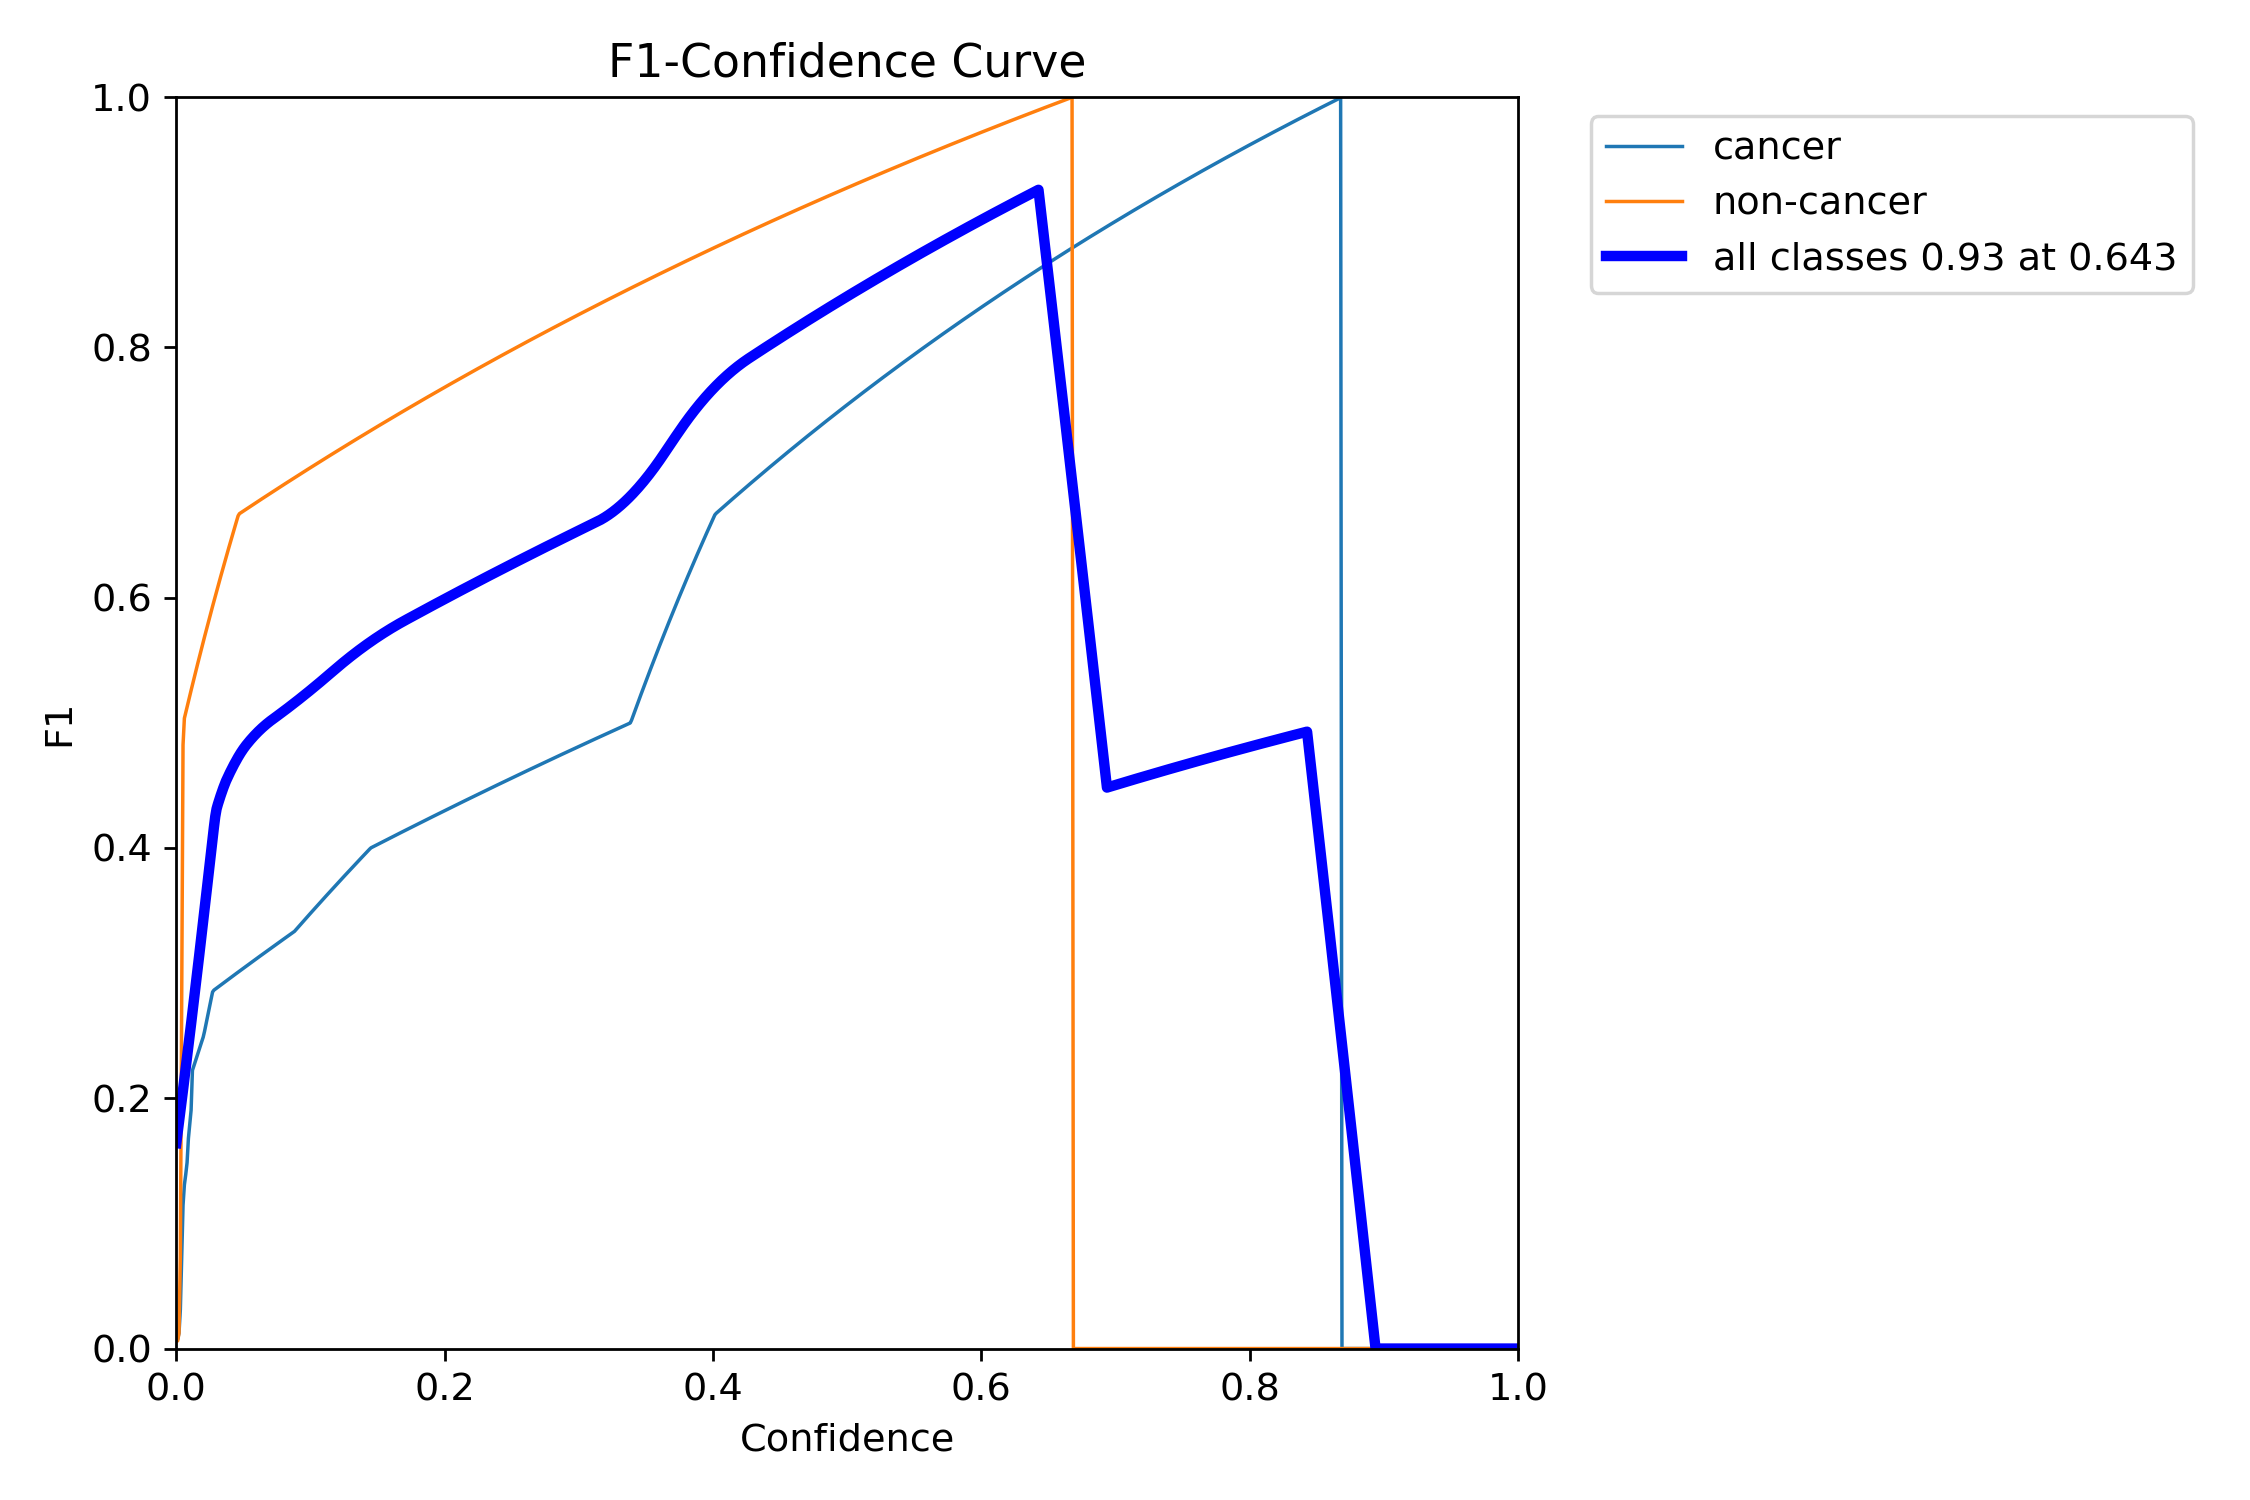 F1-Confidence Curve
1.0
0.8
0.6
0.4
0.2
0.0
F1
0.0 0.2 0.4 0.6 0.8 1.0
Confidence
cancer
non-cancer
all classes 0.93 at 0.643